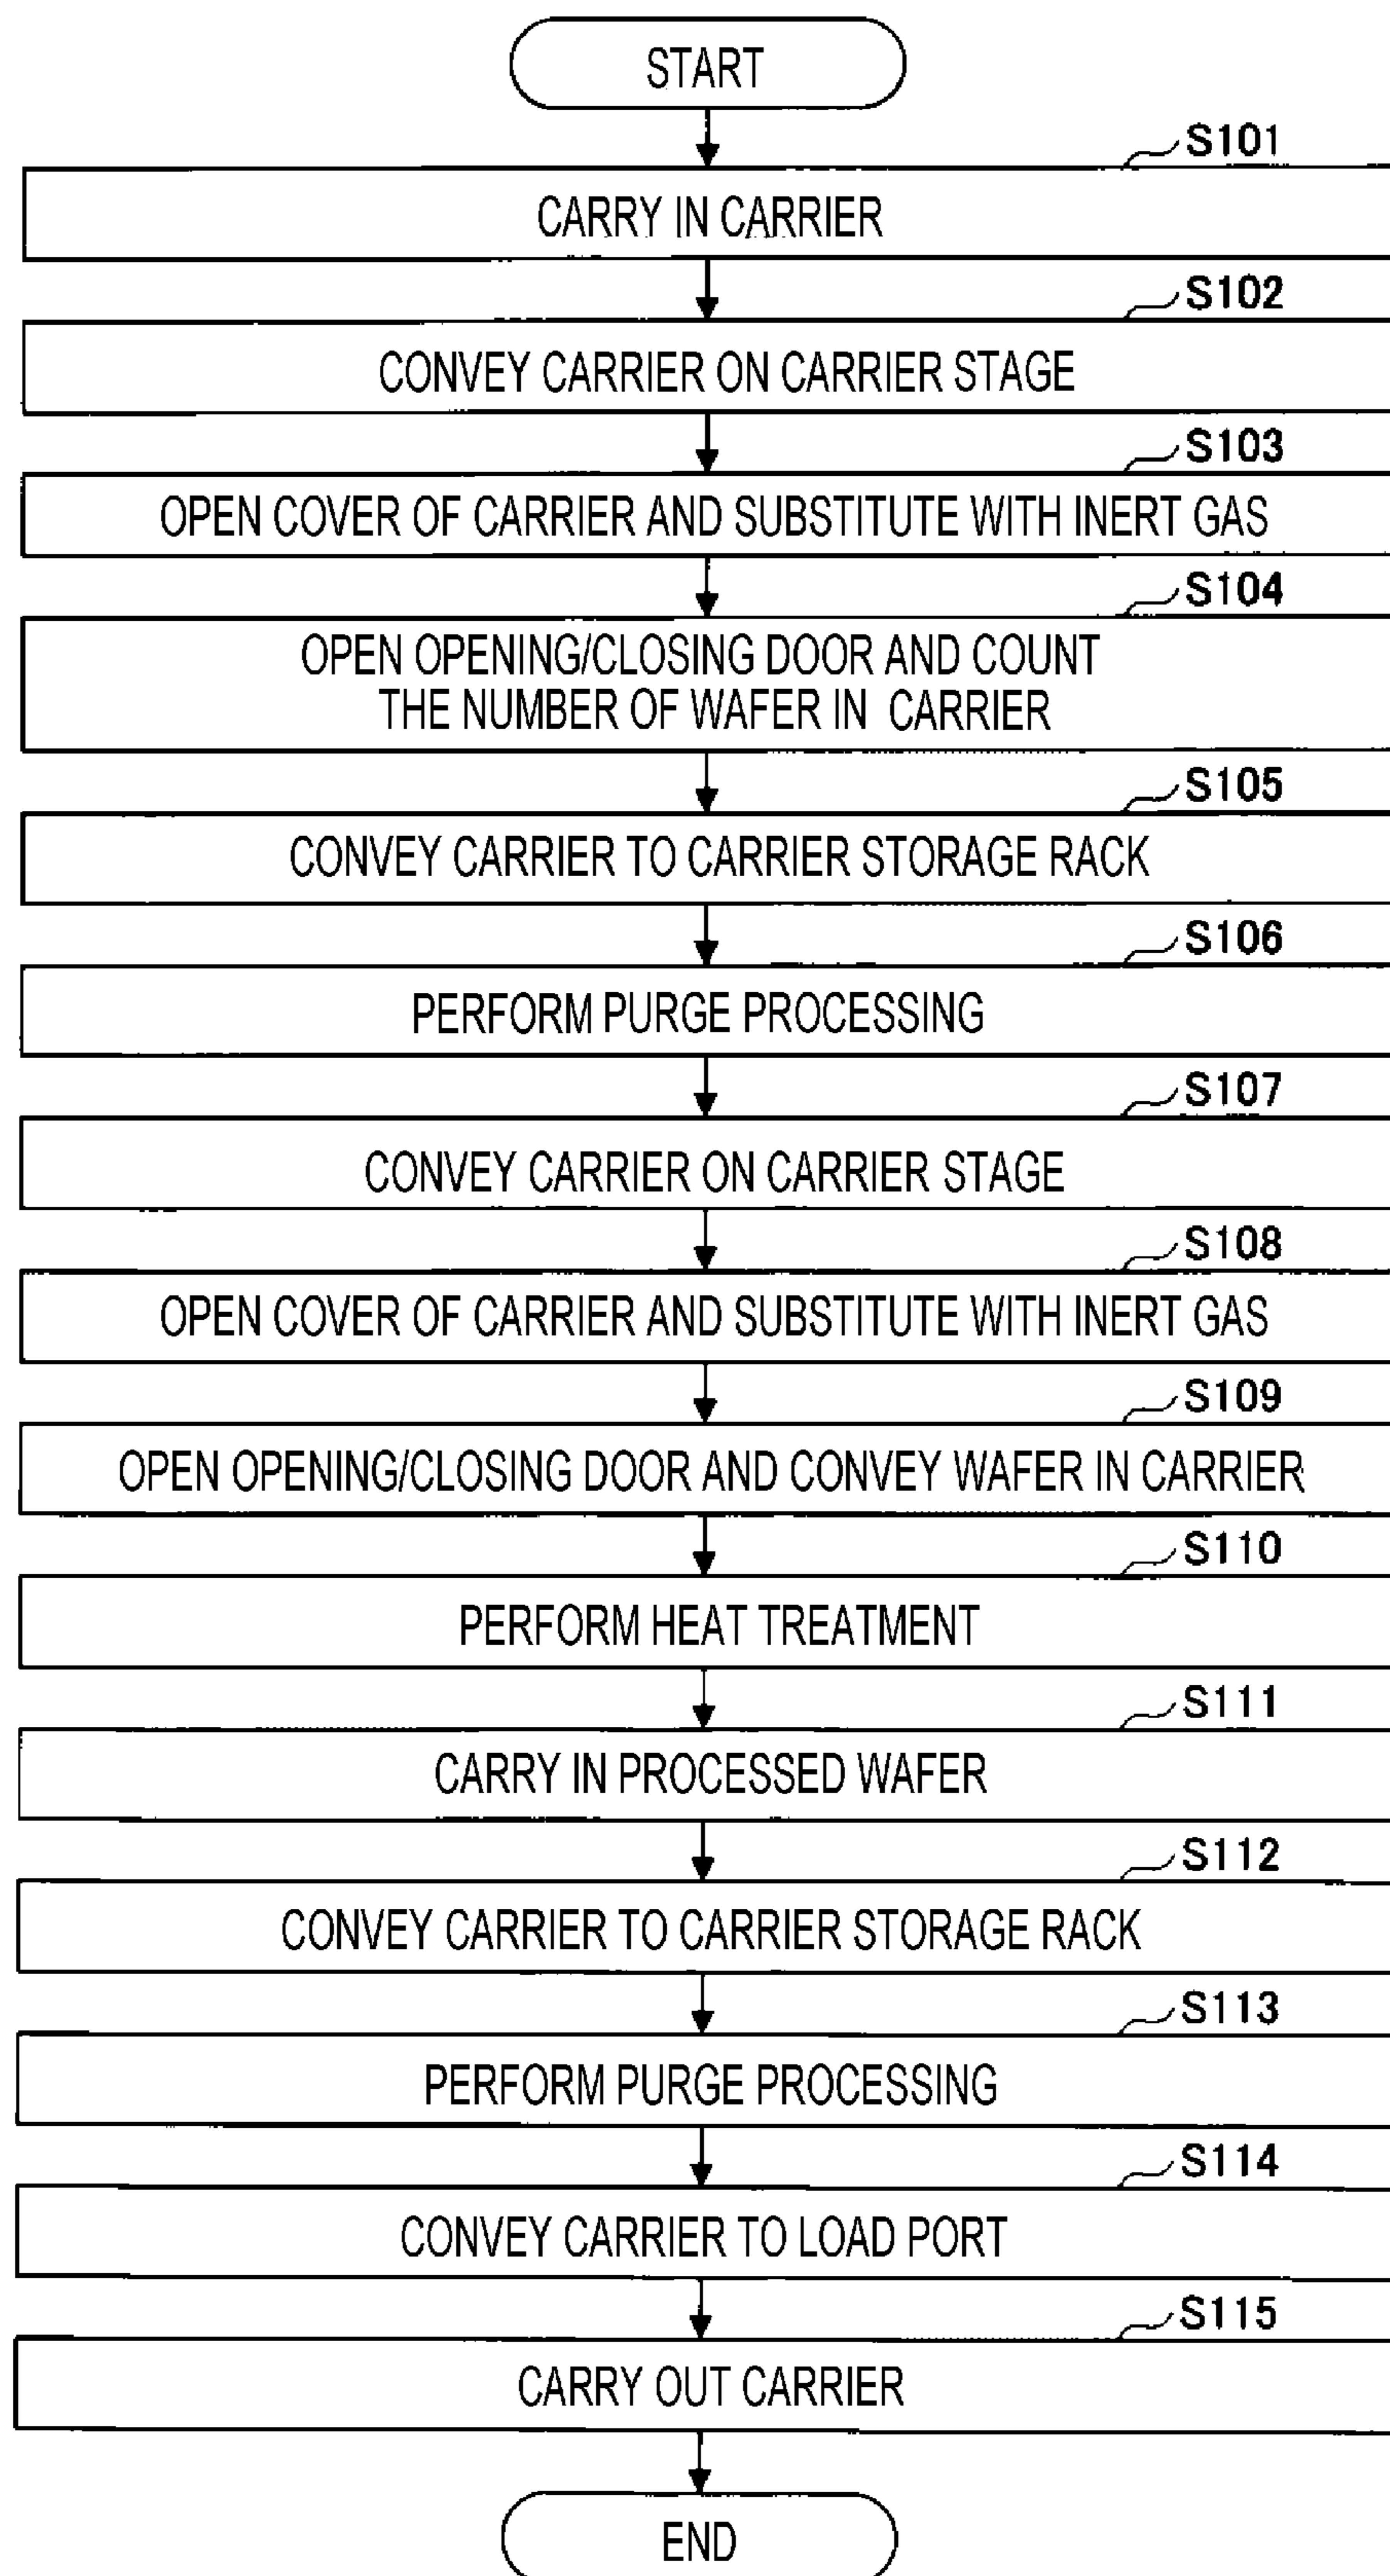 START
S101
CARRY IN CARRIER
S102
CONVEY CARRIER ON CARRIER STAGE
S103
OPEN COVER OF CARRIER AND SUBSTITUTE WITH INERT GAS
S104
OPEN OPENING/CLOSING DOOR AND COUNT
THE NUMBER OF WAFER IN CARRIER
S105
CONVEY CARRIER TO CARRIER STORAGE RACK
S106
PERFORM PURGE PROCESSING
S107
CONVEY CARRIER ON CARRIER STAGE
S108
OPEN COVER OF CARRIER AND SUBSTITUTE WITH INERT GAS
S109
OPEN OPENING/CLOSING DOOR AND CONVEY WAFER IN CARRIER
S110
PERFORM HEAT TREATMENT
S111
CARRY IN PROCESSED WAFER
S112
CONVEY CARRIER TO CARRIER STORAGE RACK
S113
PERFORM PURGE PROCESSING
S114
CONVEY CARRIER TO LOAD PORT
S115
CARRY OUT CARRIER
END